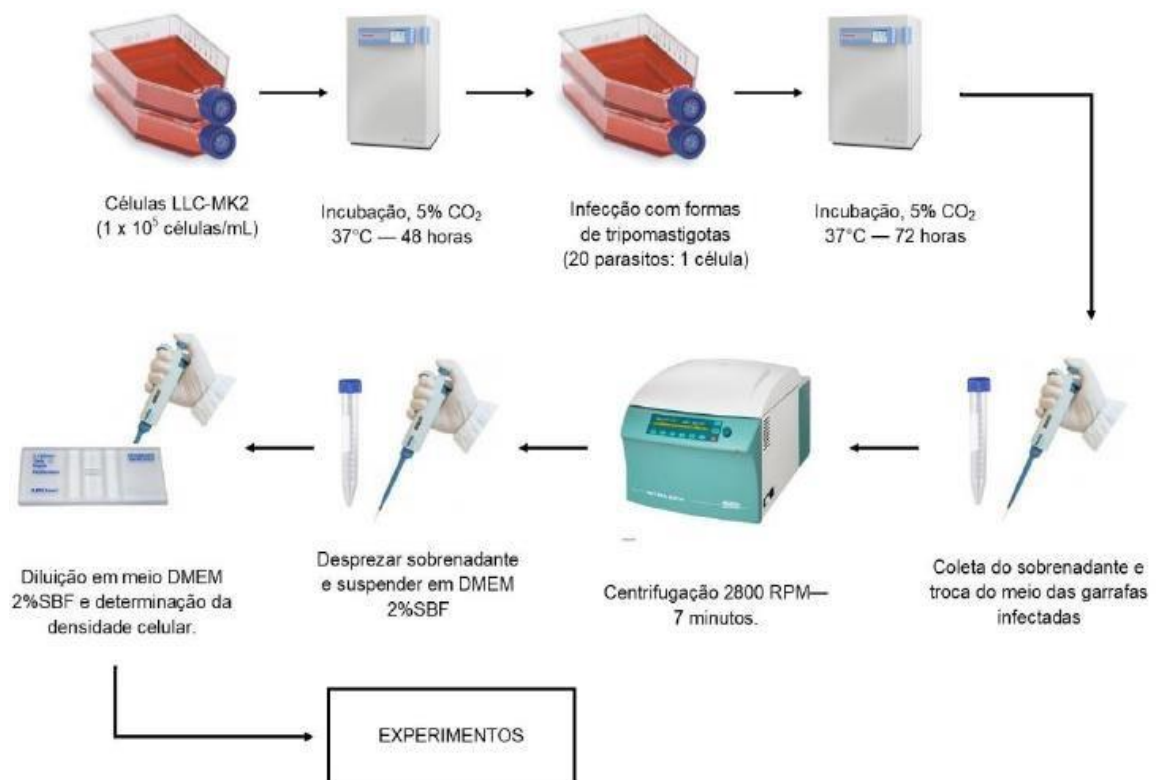 Células LLC-MK2
(1 x 10⁵ células/mL)
Incubação, 5% CO₂
37°C — 48 horas
Infecção com formas
de tripomastigotas
(20 parasitos: 1 célula)
Incubação, 5% CO₂
37°C — 72 horas
Coleta do sobrenadante e
troca do meio das garrafas
infectadas
Centrifugação 2800 RPM—
7 minutos.
Desprezar sobrenadante
e suspender em DMEM
2%SBF
Diluição em meio DMEM
2%SBF e determinação da
densidade celular.
EXPERIMENTOS